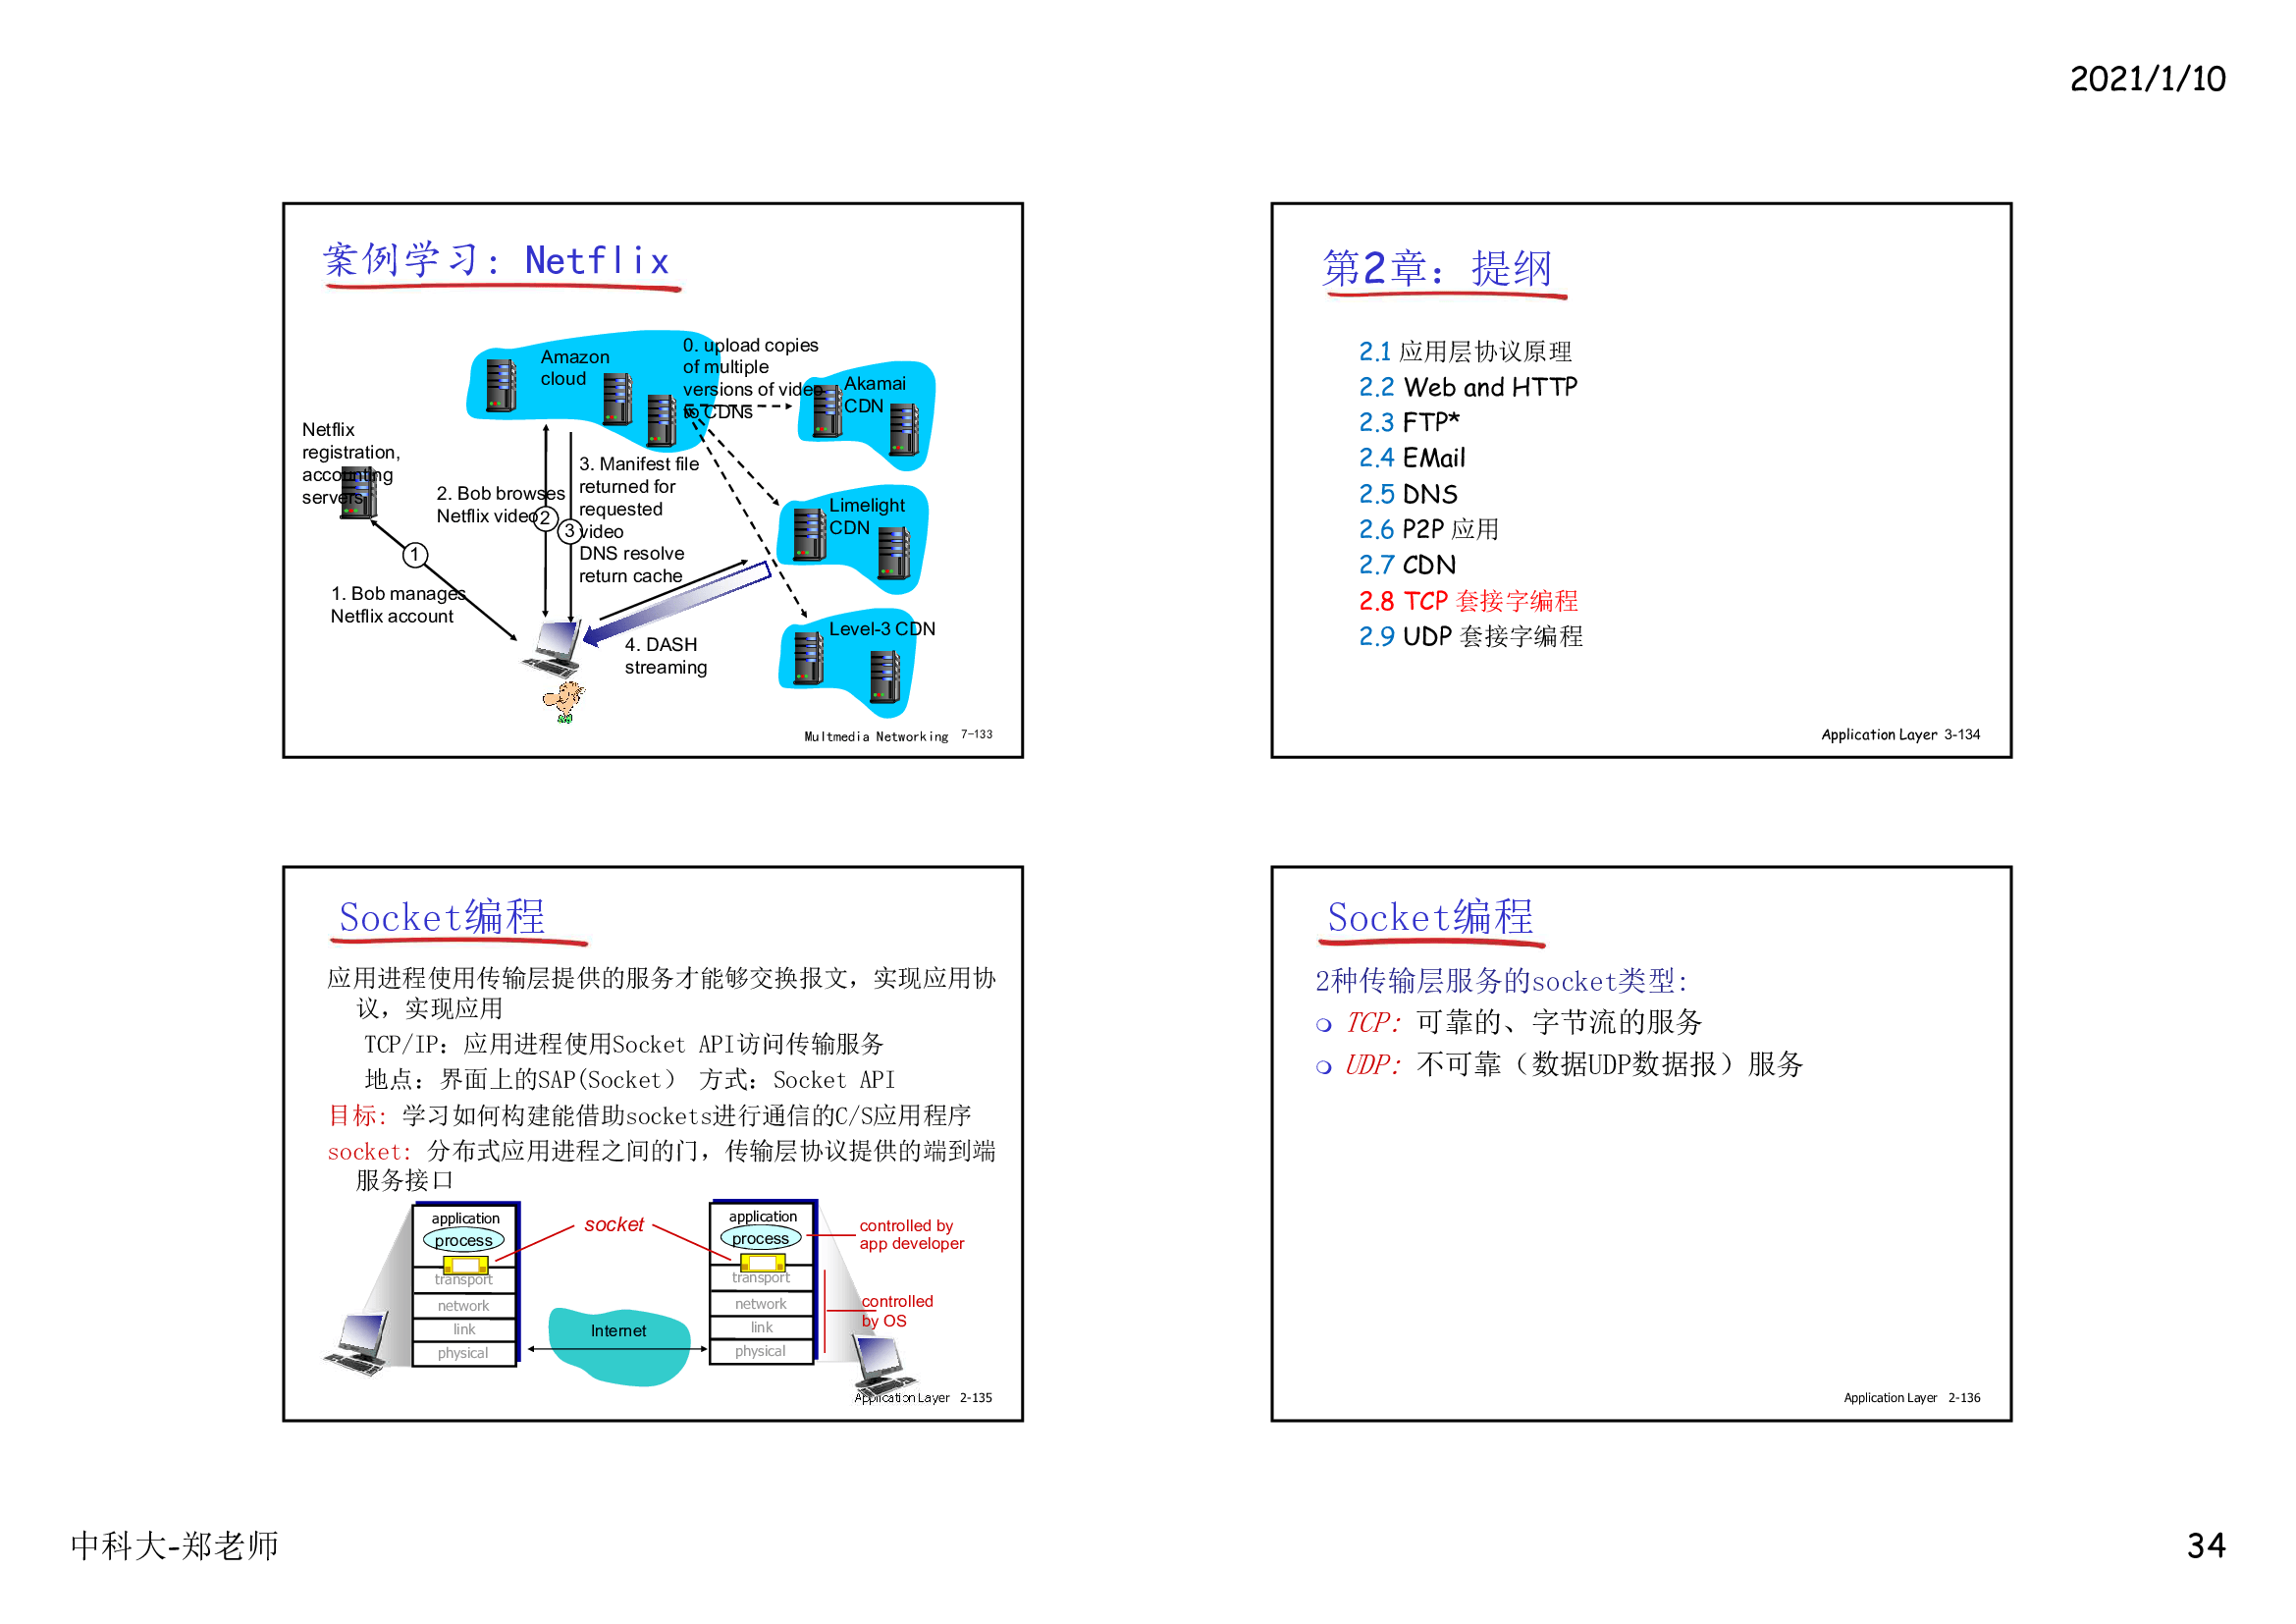 2021/1/10
案例学习：Netflix
Amazon
cloud
0. upload copies
of multiple
versions of video
to CDNs
Akamai
CDN
Netflix
registration,
accounting
servers
2. Bob browses
Netflix video
2
3
3. Manifest file
returned for
requested
video
DNS resolve
return cache
Limelight
CDN
1
1. Bob manages
Netflix account
4. DASH
streaming
Level-3 CDN
Multmedia Networking 7-133
第2章：提纲
2.1 应用层协议原理
2.2 Web and HTTP
2.3 FTP*
2.4 EMail
2.5 DNS
2.6 P2P 应用
2.7 CDN
2.8 TCP 套接字编程
2.9 UDP 套接字编程
Application Layer 3-134
Socket编程
应用进程使用传输层提供的服务才能够交换报文，实现应用协
议，实现应用
TCP/IP：应用进程使用Socket API访问传输服务
地点：界面上的SAP(Socket） 方式：Socket API
目标: 学习如何构建能借助sockets进行通信的C/S应用程序
socket: 分布式应用进程之间的门，传输层协议提供的端到端
服务接口
application
process
transport
network
link
physical
socket
Internet
application
process
transport
network
link
physical
controlled by
app developer
controlled
by OS
Application Layer 2-135
Socket编程
2种传输层服务的socket类型:
TCP: 可靠的、字节流的服务
UDP: 不可靠（数据UDP数据报）服务
Application Layer 2-136
中科大-郑老师
34